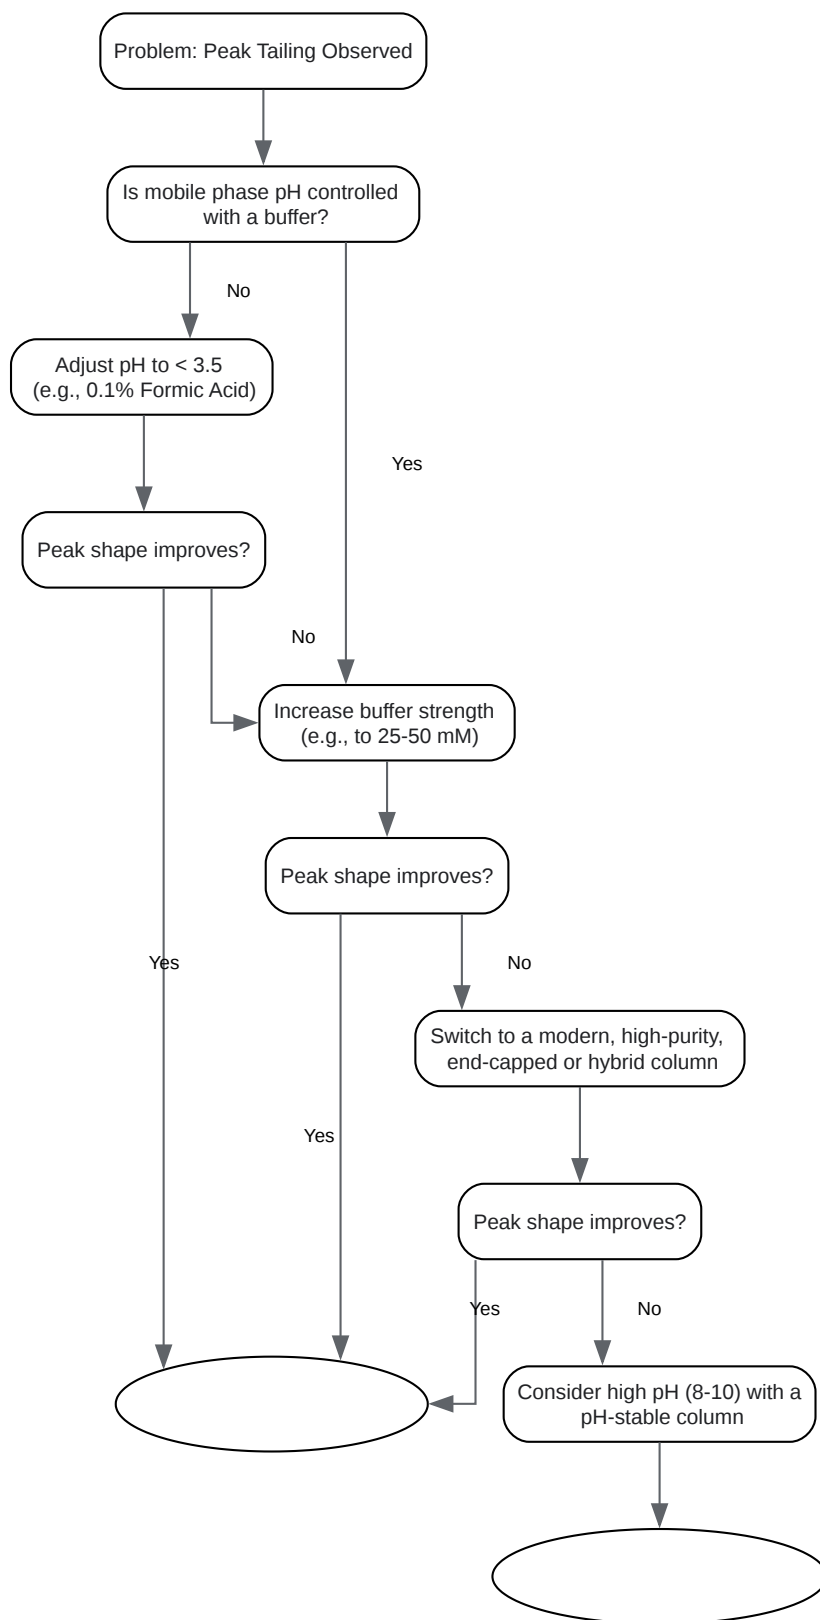 Problem: Peak Tailing Observed
Is mobile phase pH controlled
with a buffer?
No
Adjust pH to < 3.5
(e.g., 0.1% Formic Acid)
Yes
Peak shape improves?
No
Increase buffer strength
(e.g., to 25-50 mM)
Peak shape improves?
Yes
No
Switch to a modern, high-purity,
end-capped or hybrid column
Yes
Peak shape improves?
Yes
No
Consider high pH (8-10) with a
pH-stable column